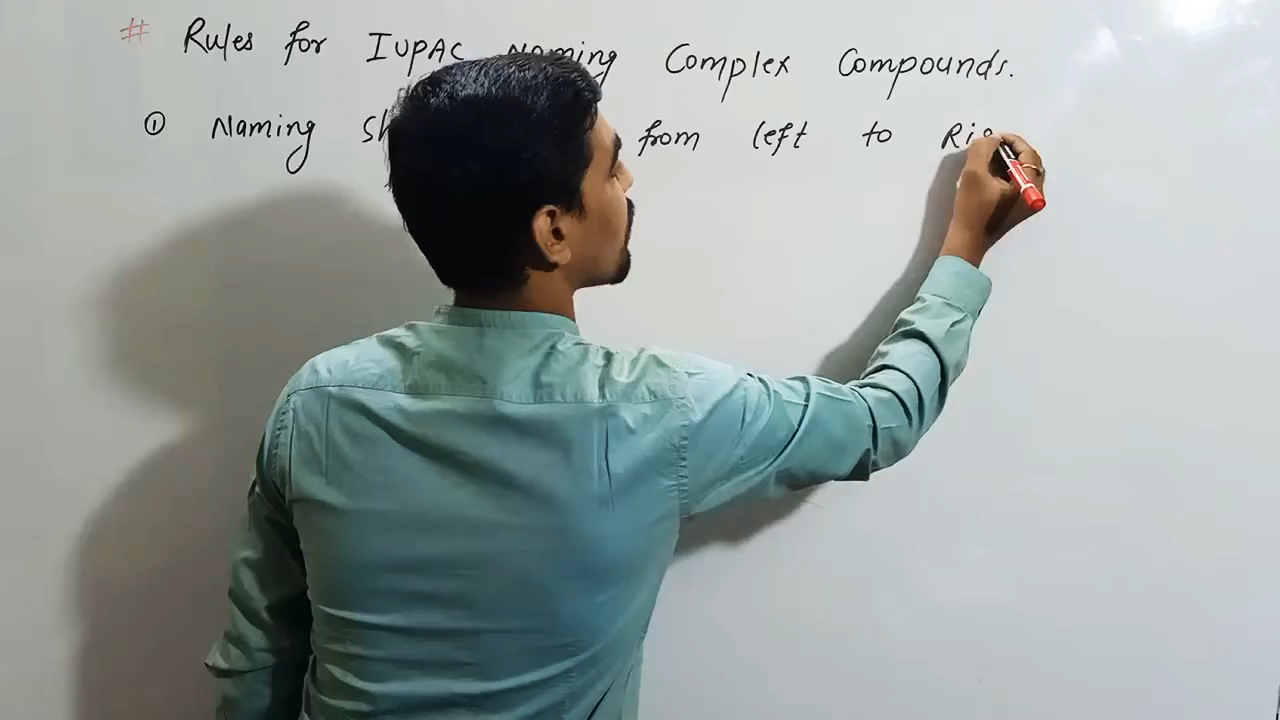 # Rules for IUPAC Naming Complex Compounds.
① Naming from left to